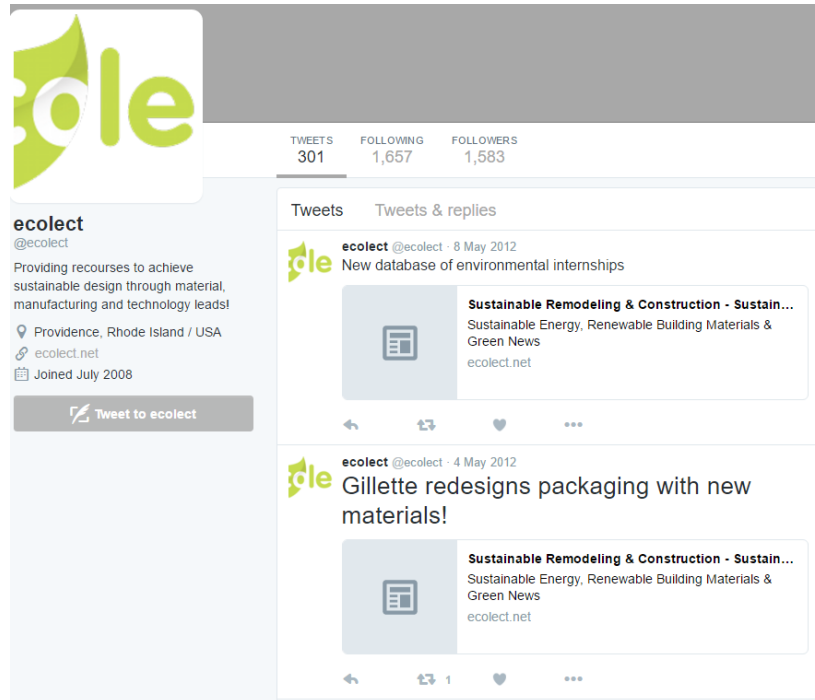 cole
TWEETS FOLLOWING FOLLOWERS
301 1,657 1,583
ecolect
@ecolect
Providing recourses to achieve
sustainable design through material,
manufacturing and technology leads!
Providence, Rhode Island / USA
ecolect.net
Joined July 2008
Tweet to ecolect
Tweets Tweets & replies
cole
ecolect @ecolect · 8 May 2012
New database of environmental internships
Sustainable Remodeling & Construction - Sustain...
Sustainable Energy, Renewable Building Materials &
Green News
ecolect.net
cole
ecolect @ecolect · 4 May 2012
Gillette redesigns packaging with new
materials!
Sustainable Remodeling & Construction - Sustain...
Sustainable Energy, Renewable Building Materials &
Green News
ecolect.net
1